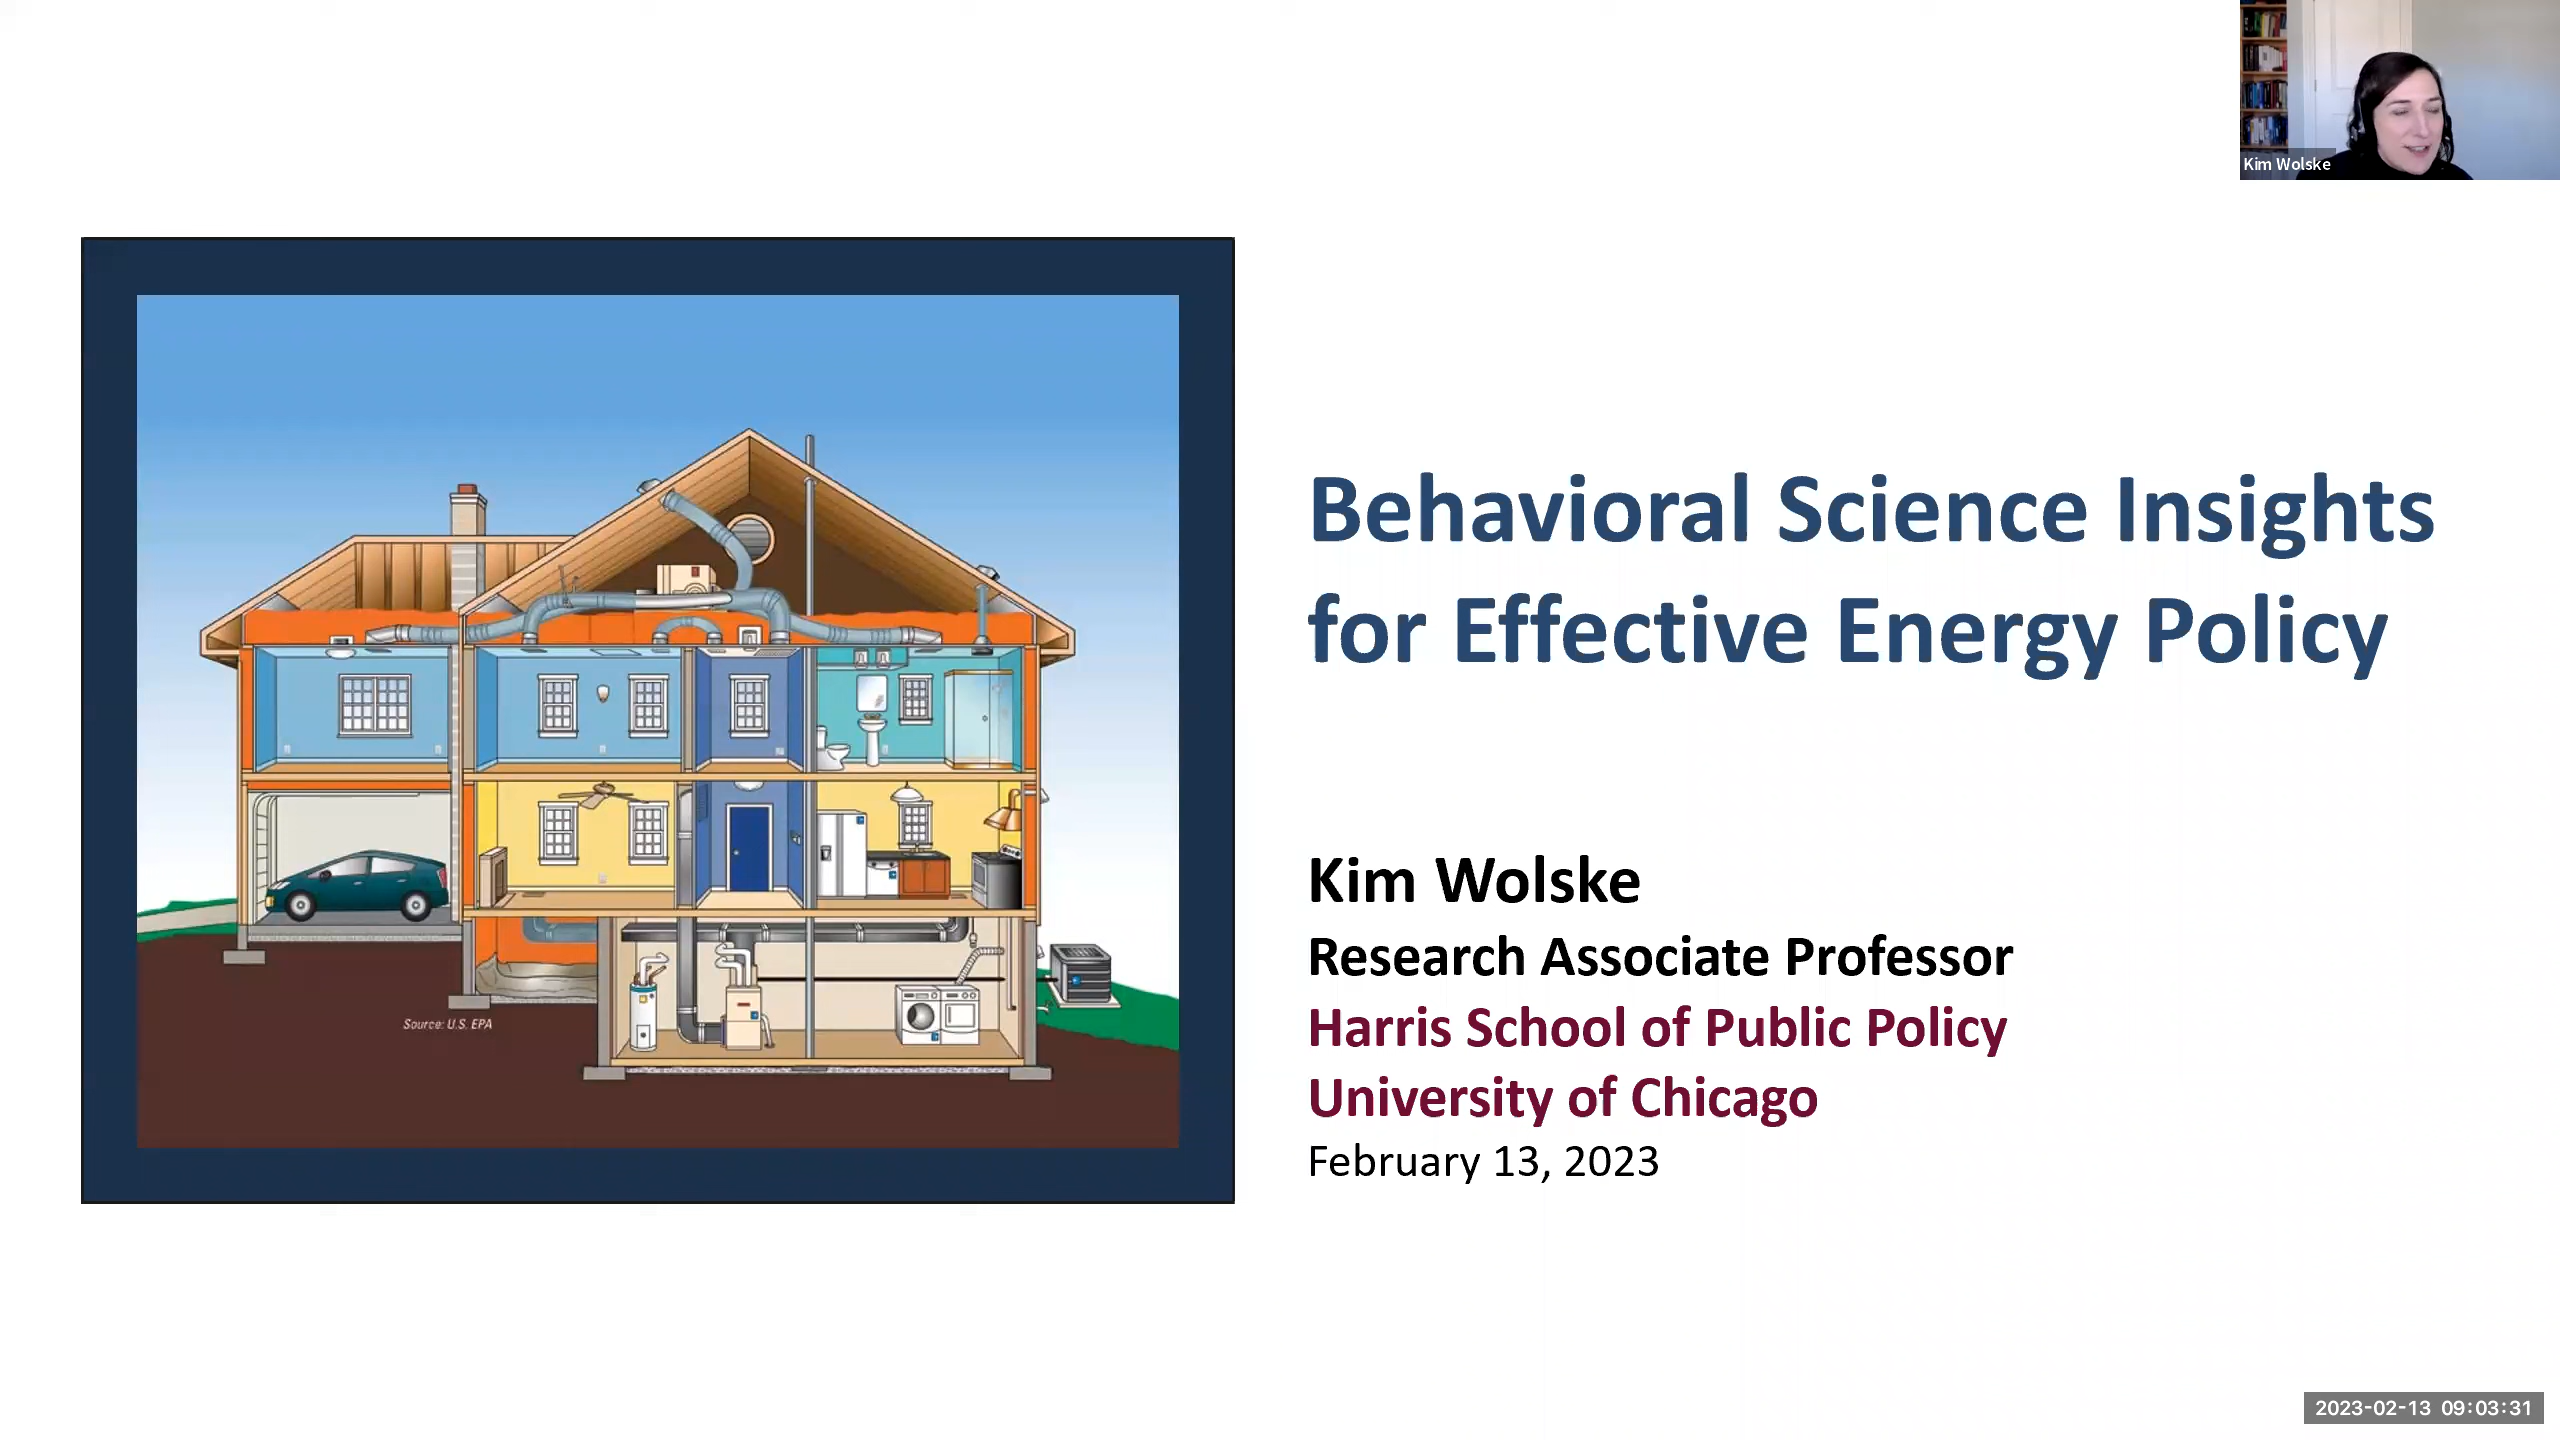 Kim Wolske
Behavioral Science Insights
for Effective Energy Policy
Kim Wolske
Research Associate Professor
Harris School of Public Policy
University of Chicago
February 13, 2023
Source: U.S. EPA
2023-02-13 09:03:31